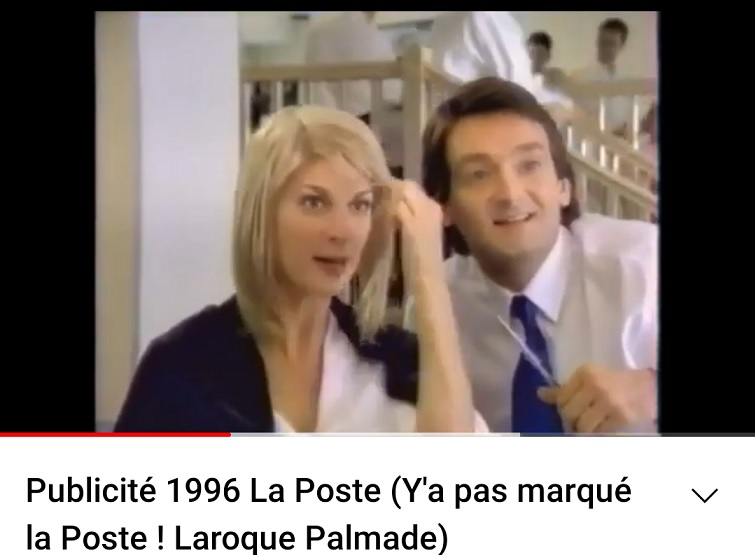 Publicité 1996 La Poste (Y'a pas marqué
la Poste ! Laroque Palmade)